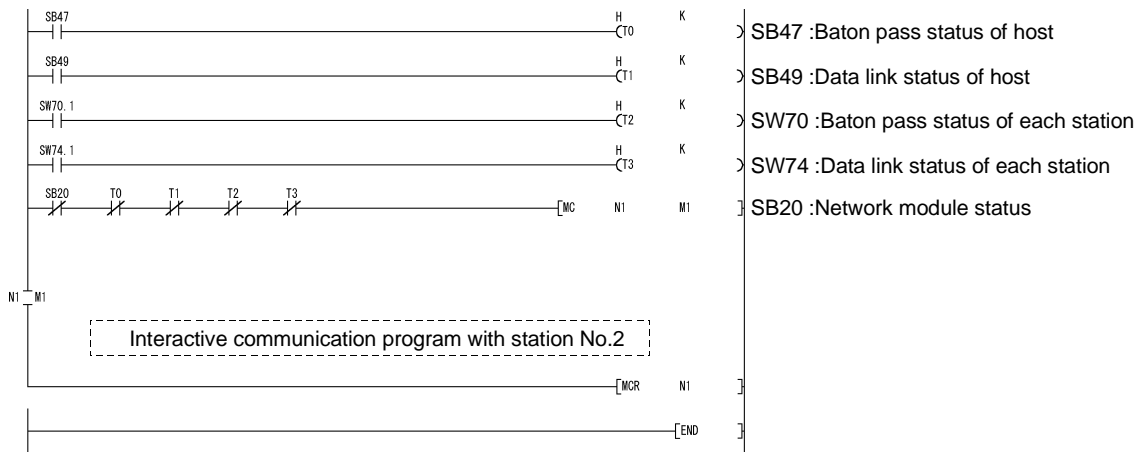 SB47 H K
(T0 ) SB47 :Baton pass status of host
SB49 H K
(T1 ) SB49 :Data link status of host
SW70.1 H K
(T2 ) SW70 :Baton pass status of each station
SW74.1 H K
(T3 ) SW74 :Data link status of each station
SB20 T0 T1 T2 T3
[MC N1 M1 ] SB20 :Network module status
N1 M1
Interactive communication program with station No.2
[MCR N1 ]
[END ]